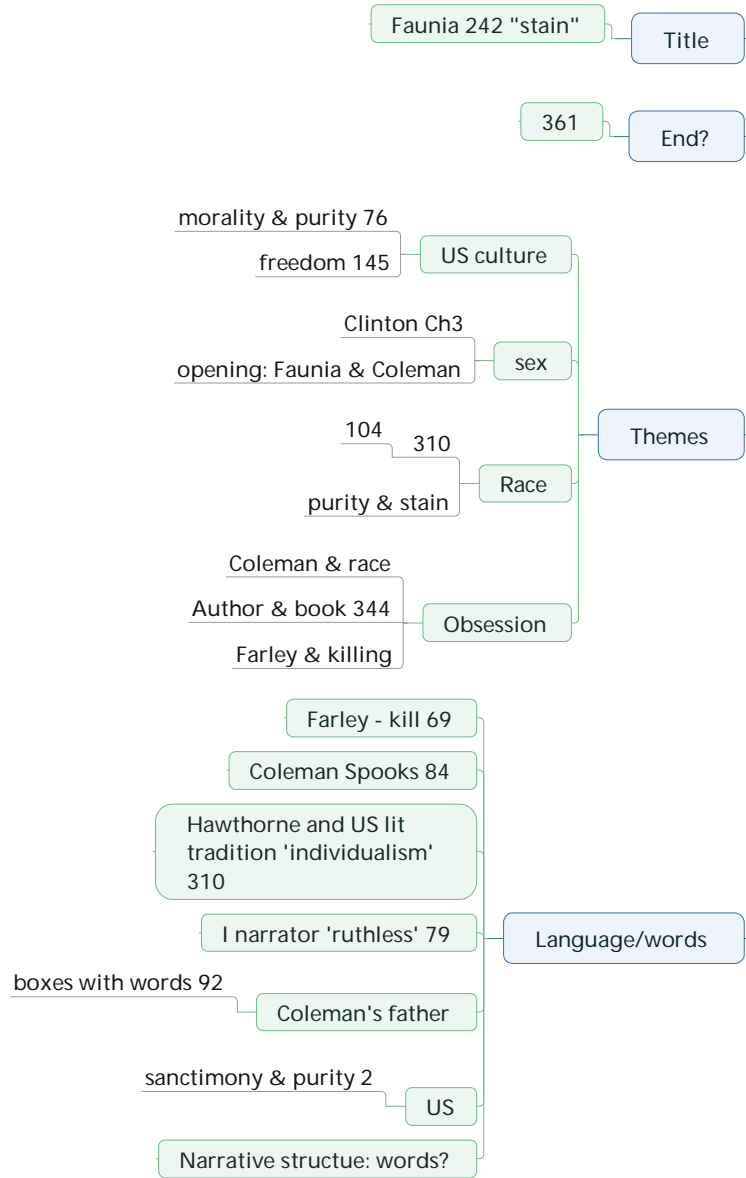 Faunia 242 "stain"
Title
361
End?
morality & purity 76
US culture
freedom 145
Clinton Ch3
sex
opening: Faunia & Coleman
Themes
104
310
Race
purity & stain
Coleman & race
Author & book 344
Obsession
Farley & killing
Farley - kill 69
Coleman Spooks 84
Hawthorne and US lit
tradition 'individualism'
310
I narrator 'ruthless' 79
Language/words
boxes with words 92
Coleman's father
sanctimony & purity 2
US
Narrative structue: words?